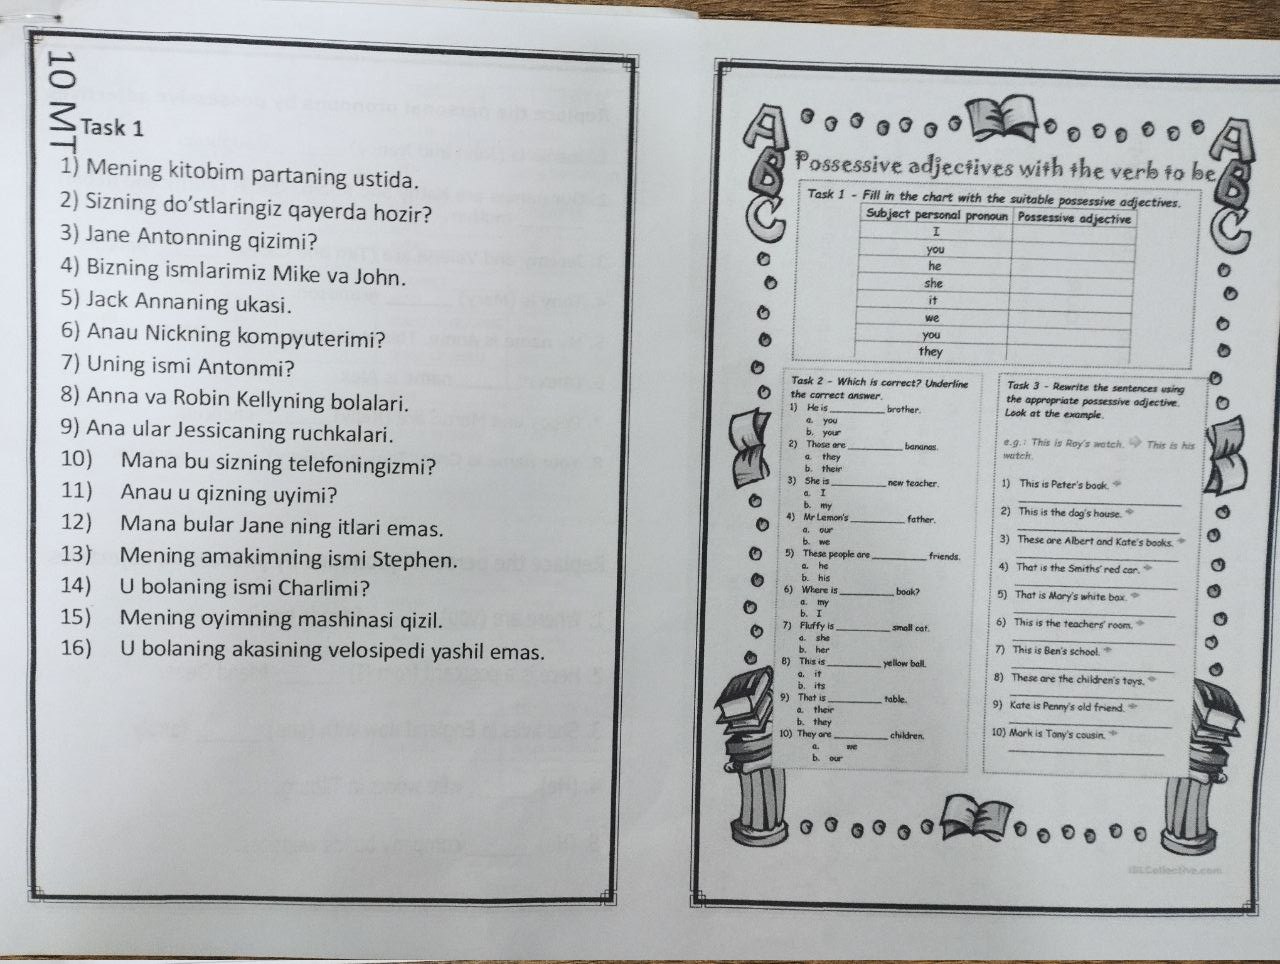 10 MT
Task 1
1) Mening kitobim partaning ustida.
2) Sizning do‘stlaringiz qayerda hozir?
3) Jane Antonning qizimi?
4) Bizning ismlarimiz Mike va John.
5) Jack Annaning ukasi.
6) Anau Nickning kompyuterimi?
7) Uning ismi Antonmi?
8) Anna va Robin Kellyning bolalari.
9) Ana ular Jessicaning ruchkalari.
10) Mana bu sizning telefoningizmi?
11) Anau u qizning uyimi?
12) Mana bular Jane ning itlari emas.
13) Mening amakimning ismi Stephen.
14) U bolaning ismi Charlimi?
15) Mening oyimning mashinasi qizil.
16) U bolaning akasining velosipedi yashil emas.
ABC
ABC
Possessive adjectives with the verb to be
Task 1 - Fill in the chart with the suitable possessive adjectives.
Subject personal pronoun Possessive adjective
I
you
he
she
it
we
you
they
Task 2 - Which is correct? Underline
the correct answer.
1) He is ________ brother.
a. you
b. your
2) Those are ________ bananas.
a. they
b. their
3) She is ________ new teacher.
a. I
b. my
4) Mr Lemon's ________ father.
a. our
b. we
5) These people are ________ friends.
a. he
b. his
6) Where is ________ book?
a. my
b. I
7) Fluffy is ________ small cat.
a. she
b. her
8) This is ________ yellow ball.
a. it
b. its
9) That is ________ table.
a. their
b. they
10) They are ________ children.
a. we
b. our
Task 3 - Rewrite the sentences using
the appropriate possessive adjective.
Look at the example.
e.g.: This is Roy's watch. ➔ This is his
watch.
1) This is Peter's book. ➔
2) This is the dog's house. ➔
3) These are Albert and Kate's books. ➔
4) That is the Smiths' red car. ➔
5) That is Mary's white box. ➔
6) This is the teachers' room. ➔
7) This is Ben's school. ➔
8) These are the children's toys. ➔
9) Kate is Penny's old friend. ➔
10) Mark is Tony's cousin. ➔
iSLCollective.com